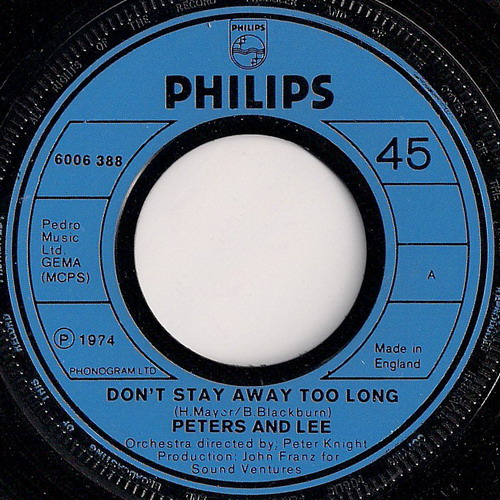 PHILIPS
PHILIPS
6006 388
45
Pedro
Music
Ltd.
GEMA
(MCPS)
A
Ⓟ 1974
Made in
England
PHONOGRAM LTD
DON'T STAY AWAY TOO LONG
(H.Mayer/B.Blackburn)
PETERS AND LEE
Orchestra directed by; Peter Knight
Production: John Franz for
Sound Ventures